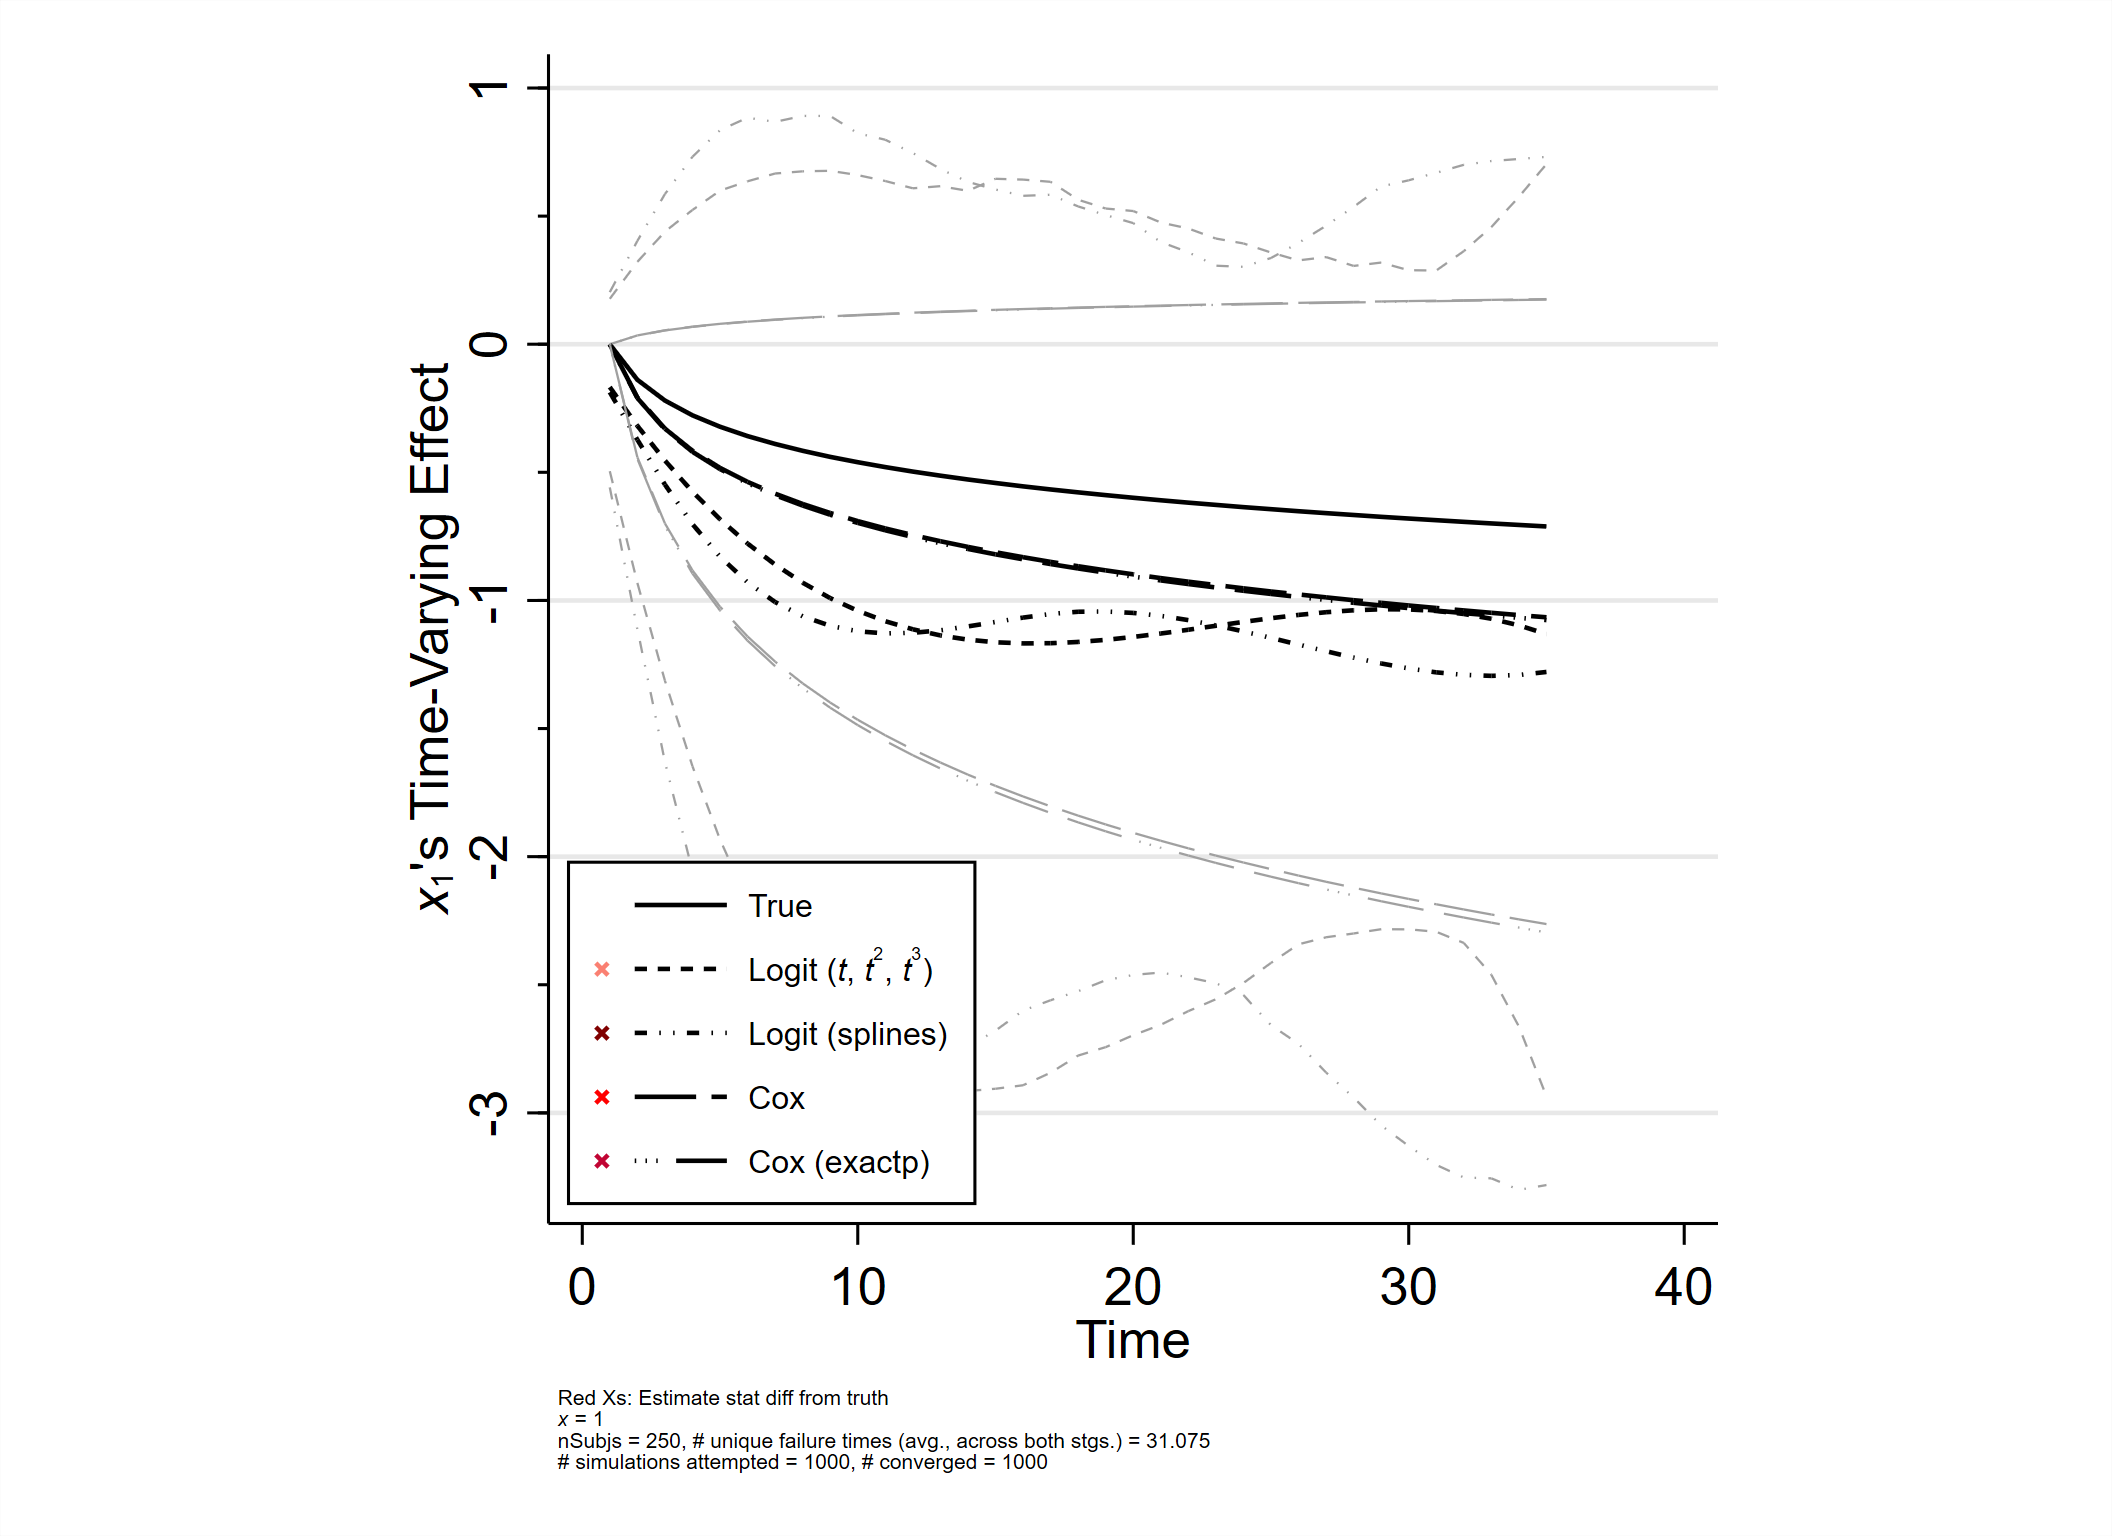 1
0
-1
-2
-3
x₁'s Time-Varying Effect
True
Logit (t, t², t³)
Logit (splines)
Cox
Cox (exactp)
0 10 20 30 40
Time
Red Xs: Estimate stat diff from truth
x = 1
nSubjs = 250, # unique failure times (avg., across both stgs.) = 31.075
# simulations attempted = 1000, # converged = 1000